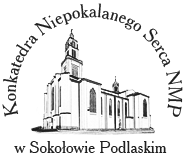 Konkatedra Niepokalanego Serca NMP
w Sokołowie Podlaskim